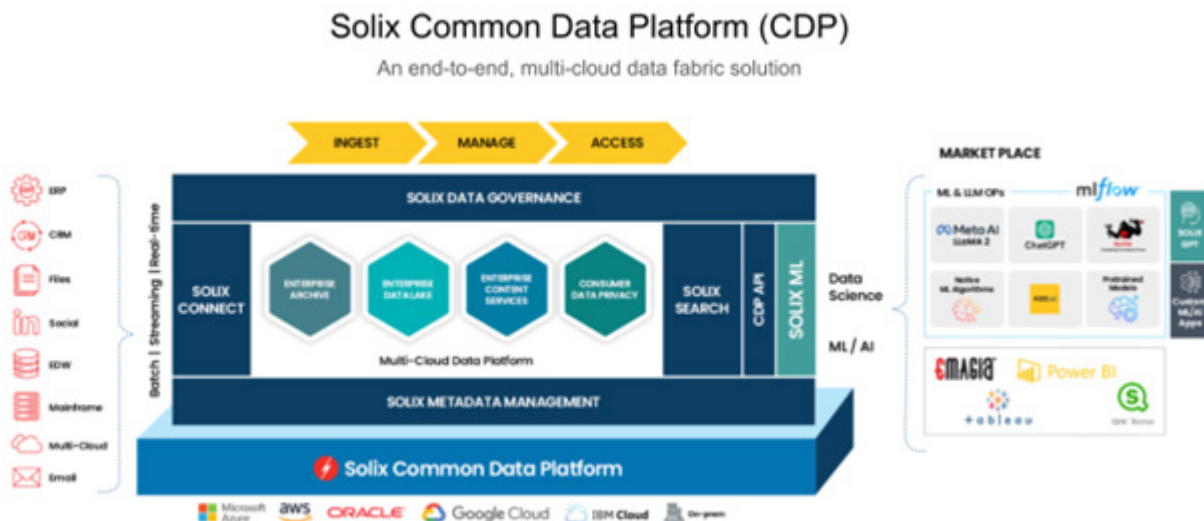 Solix Common Data Platform (CDP)
An end-to-end, multi-cloud data fabric solution
INGEST
MANAGE
ACCESS
ERP
CRM
Files
Social
EDW
Mainframe
Multi-Cloud
Email
Batch | Streaming | Real-time
SOLIX DATA GOVERNANCE
SOLIX
CONNECT
ENTERPRISE
ARCHIVE
ENTERPRISE
DATA LAKE
ENTERPRISE
CONTENT
SERVICES
CONSUMER
DATA PRIVACY
Multi-Cloud Data Platform
SOLIX
SEARCH
CDP API
SOLIX ML
SOLIX METADATA MANAGEMENT
Solix Common Data Platform
Microsoft
Azure
aws
ORACLE
Google Cloud
IBM Cloud
On-prem
Data
Science
ML / AI
MARKET PLACE
ML & LLM OPs
mlflow
Meta AI
LLaMA 2
ChatGPT
Native
ML Algorithms
Pretrained
Models
SOLIX
GPT
Custom
ML/AI
Apps
EMAGIA
Power BI
+ableau
Qlik Sense